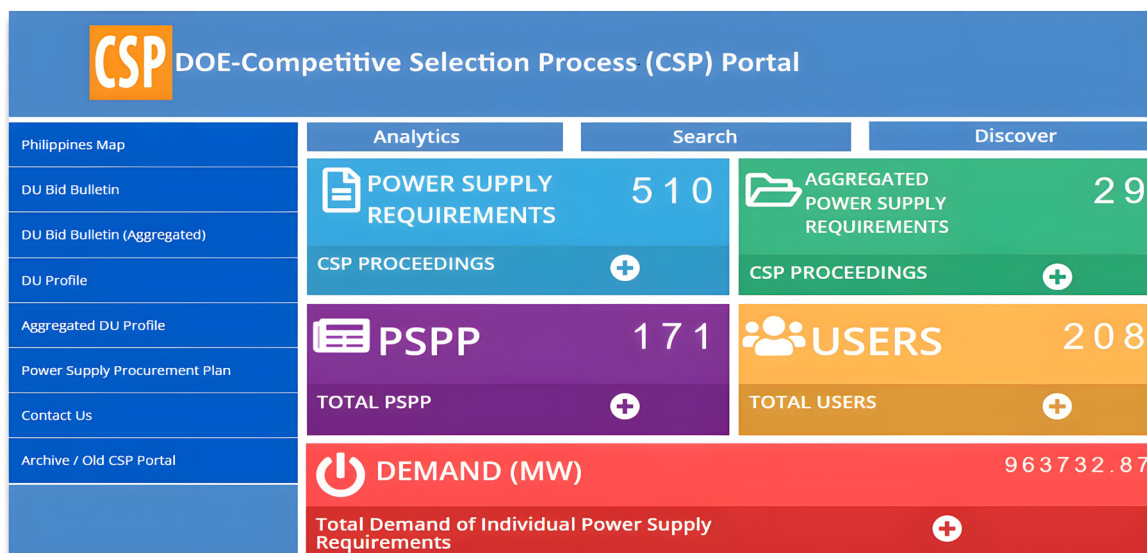 CSP DOE-Competitive Selection Process (CSP) Portal
Analytics
Search
Discover
Philippines Map
DU Bid Bulletin
DU Bid Bulletin (Aggregated)
DU Profile
Aggregated DU Profile
Power Supply Procurement Plan
Contact Us
Archive / Old CSP Portal
POWER SUPPLY
REQUIREMENTS
510
CSP PROCEEDINGS
AGGREGATED
POWER SUPPLY
REQUIREMENTS
29
CSP PROCEEDINGS
PSPP
171
TOTAL PSPP
USERS
208
TOTAL USERS
DEMAND (MW)
963732.87
Total Demand of Individual Power Supply
Requirements